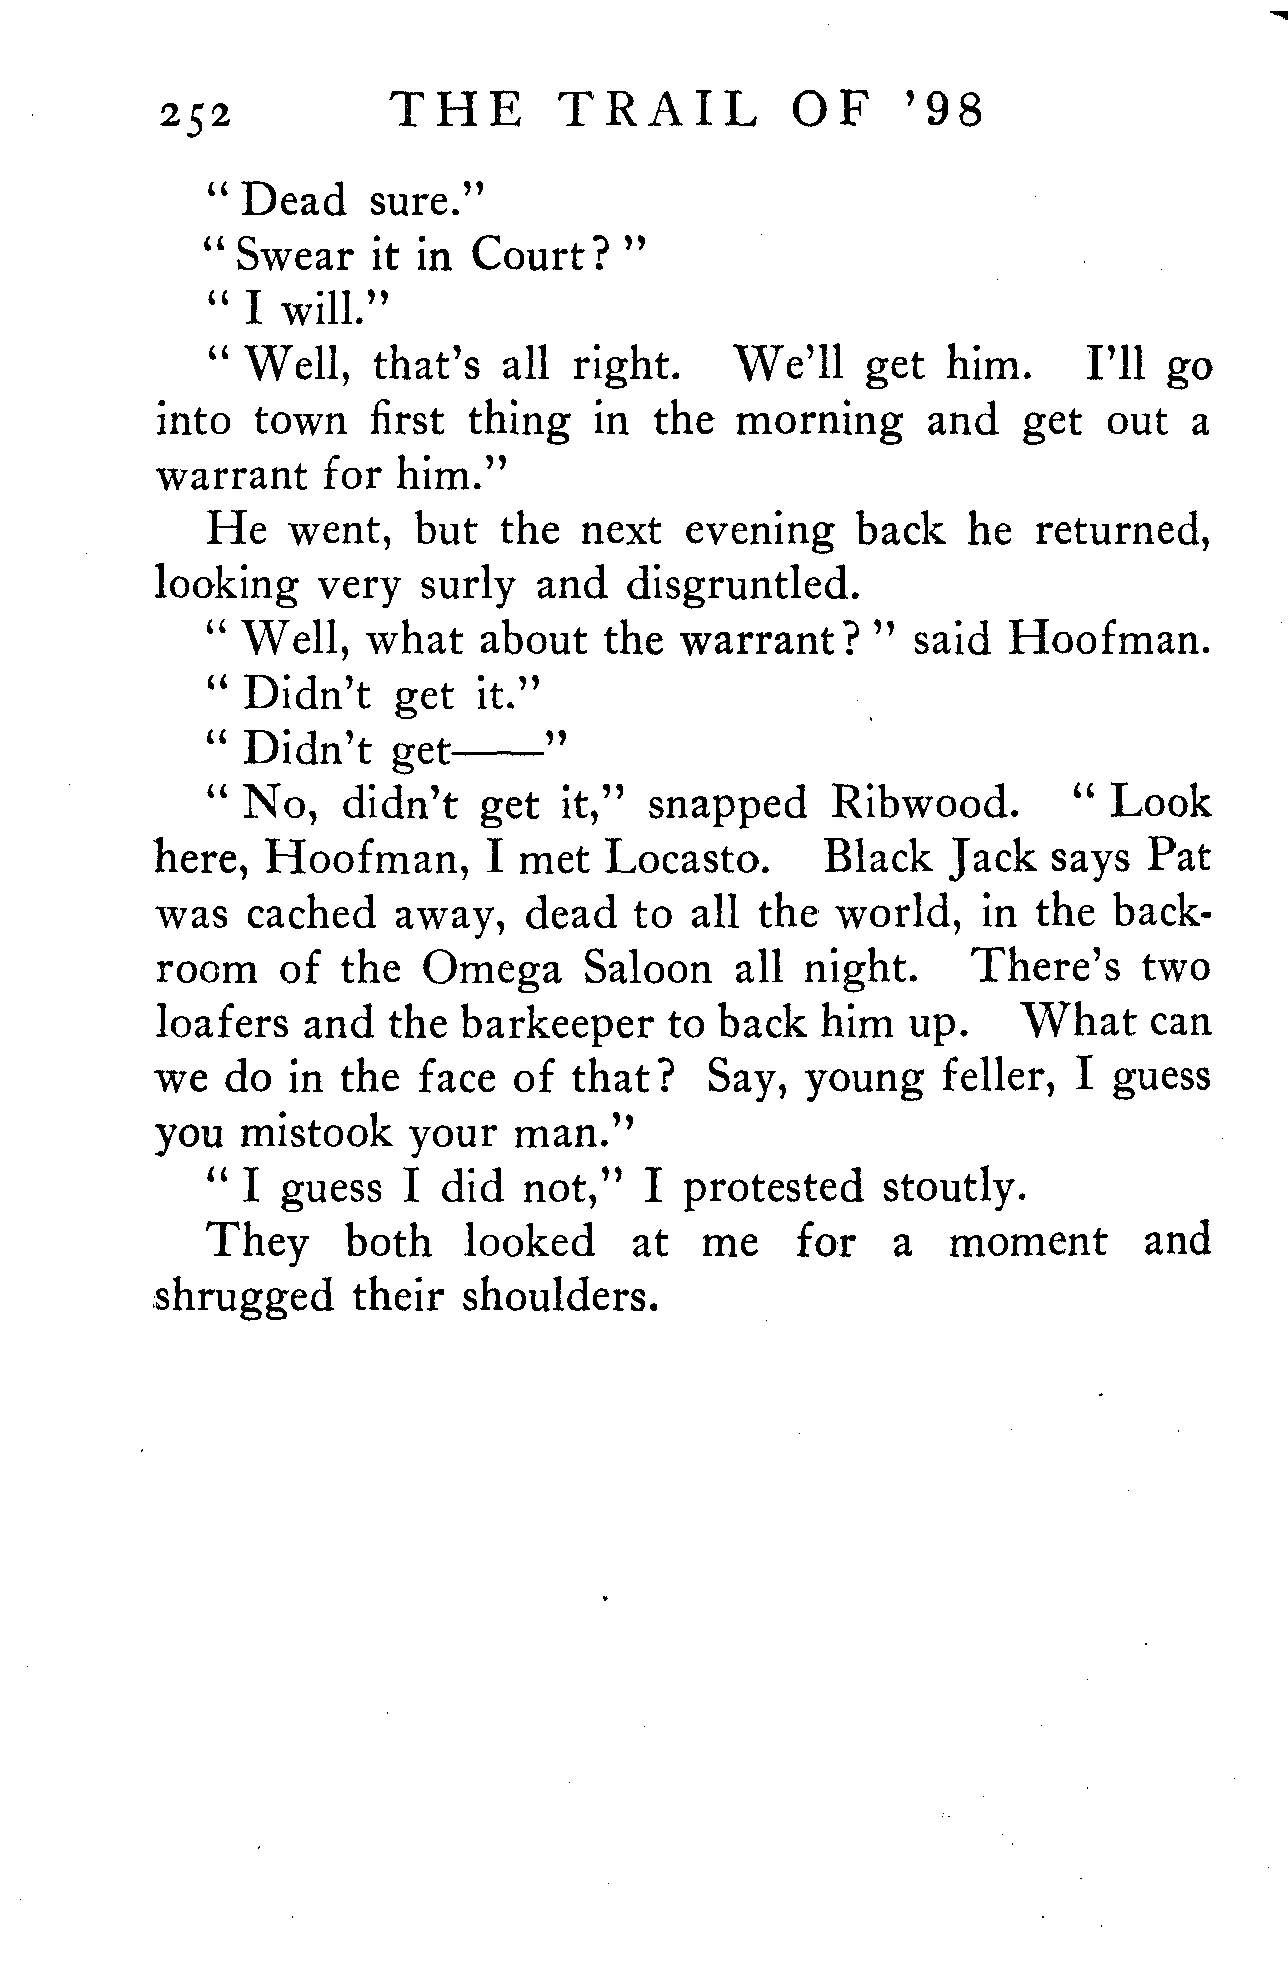 252 THE TRAIL OF '98
"Dead sure."
"Swear it in Court?"
"I will."
"Well, that's all right. We'll get him. I'll go
into town first thing in the morning and get out a
warrant for him."
He went, but the next evening back he returned,
looking very surly and disgruntled.
"Well, what about the warrant?" said Hoofman.
"Didn't get it."
"Didn't get——"
"No, didn't get it," snapped Ribwood. "Look
here, Hoofman, I met Locasto. Black Jack says Pat
was cached away, dead to all the world, in the back-
room of the Omega Saloon all night. There's two
loafers and the barkeeper to back him up. What can
we do in the face of that? Say, young feller, I guess
you mistook your man."
"I guess I did not," I protested stoutly.
They both looked at me for a moment and
shrugged their shoulders.